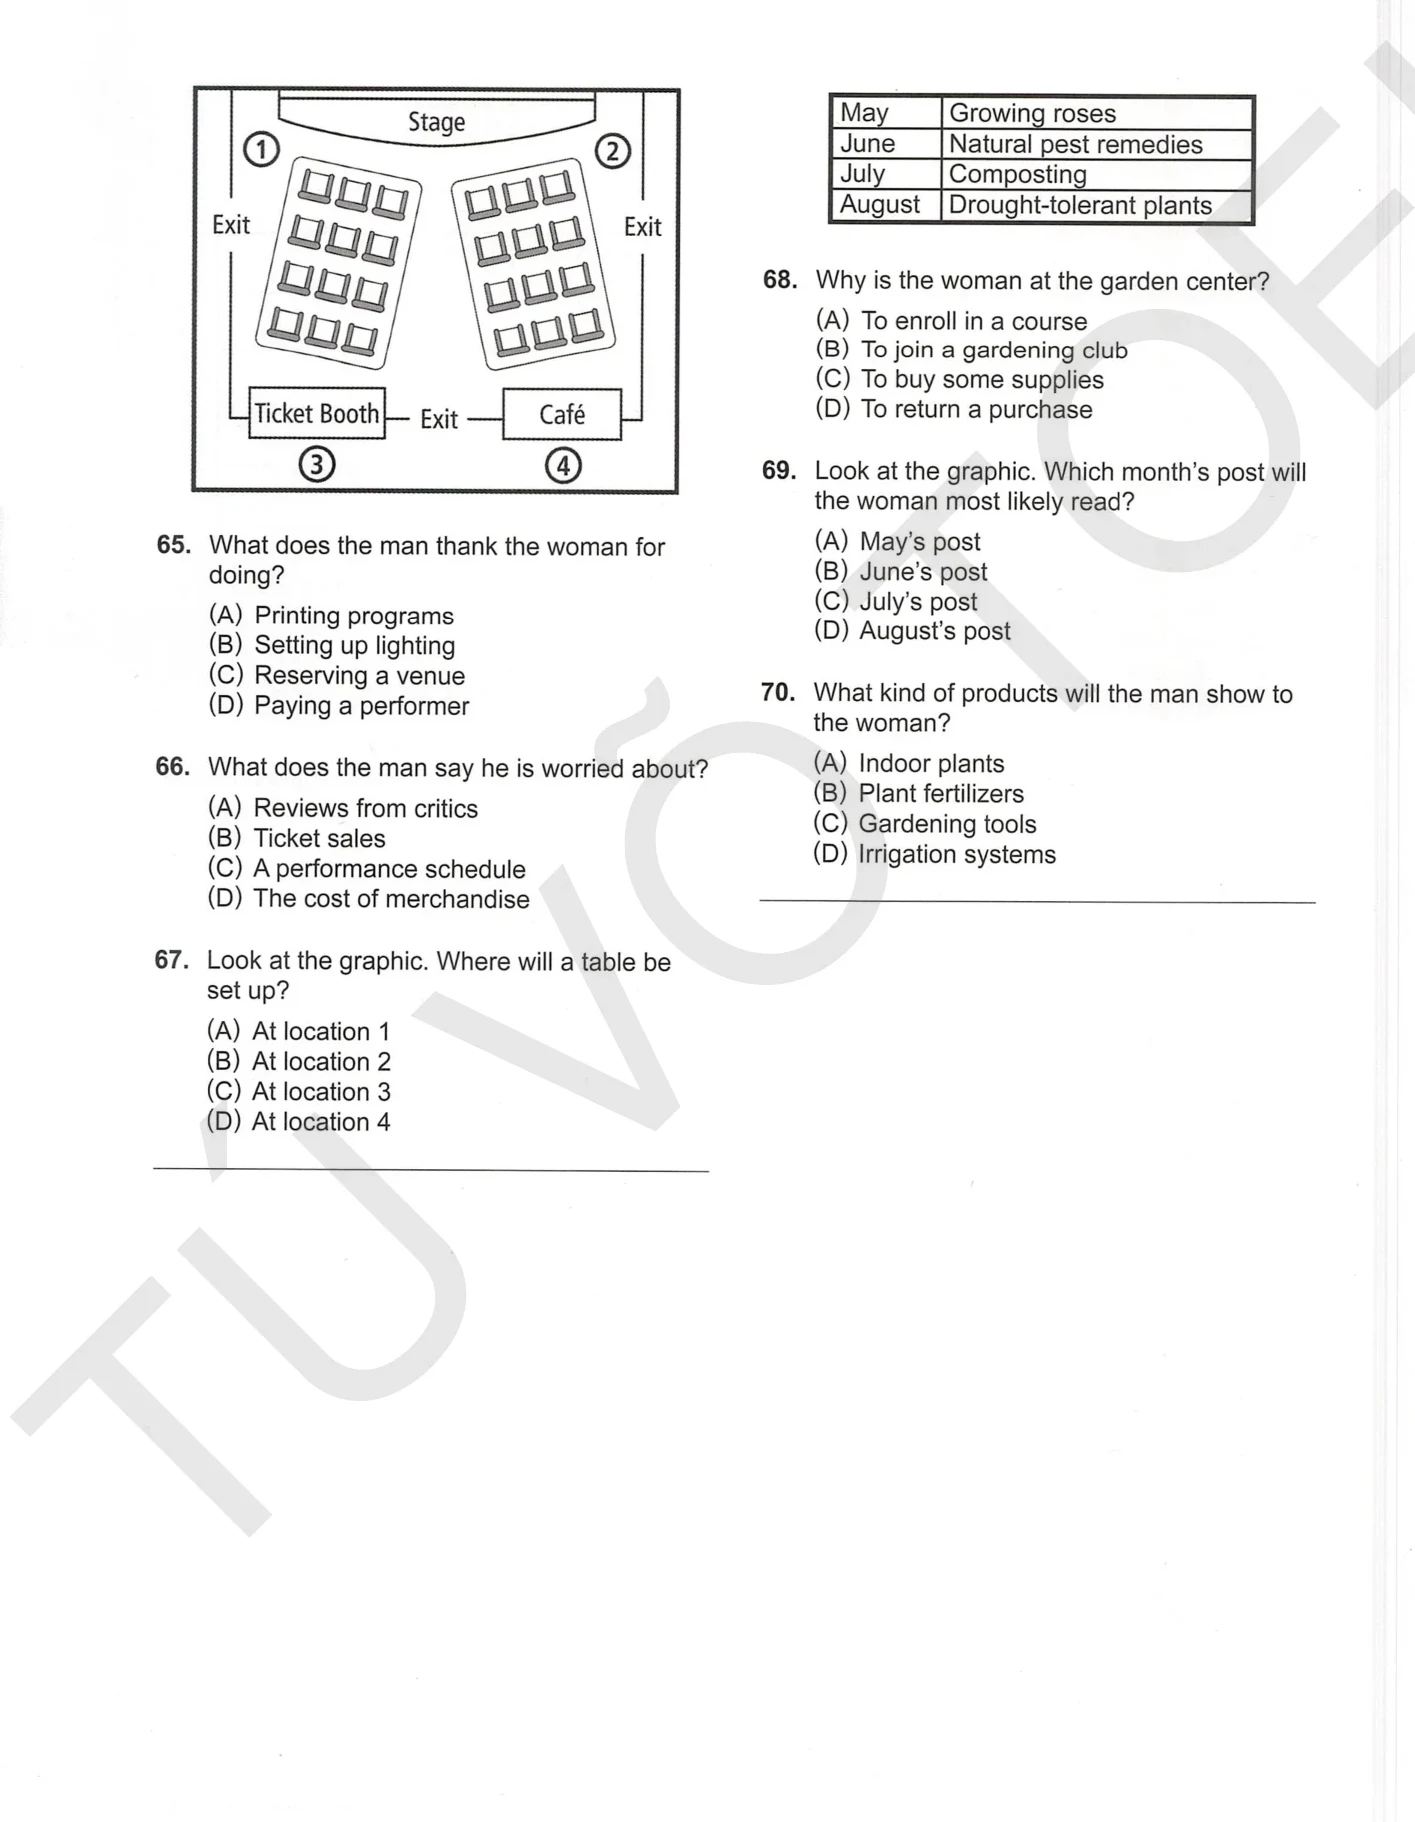 Stage
1
2
Exit
Exit
Ticket Booth
Exit
Café
3
4
65. What does the man thank the woman for
doing?
(A) Printing programs
(B) Setting up lighting
(C) Reserving a venue
(D) Paying a performer
66. What does the man say he is worried about?
(A) Reviews from critics
(B) Ticket sales
(C) A performance schedule
(D) The cost of merchandise
67. Look at the graphic. Where will a table be
set up?
(A) At location 1
(B) At location 2
(C) At location 3
(D) At location 4
May Growing roses
June Natural pest remedies
July Composting
August Drought-tolerant plants
68. Why is the woman at the garden center?
(A) To enroll in a course
(B) To join a gardening club
(C) To buy some supplies
(D) To return a purchase
69. Look at the graphic. Which month's post will
the woman most likely read?
(A) May's post
(B) June's post
(C) July's post
(D) August's post
70. What kind of products will the man show to
the woman?
(A) Indoor plants
(B) Plant fertilizers
(C) Gardening tools
(D) Irrigation systems
TÚ VÕ TOE